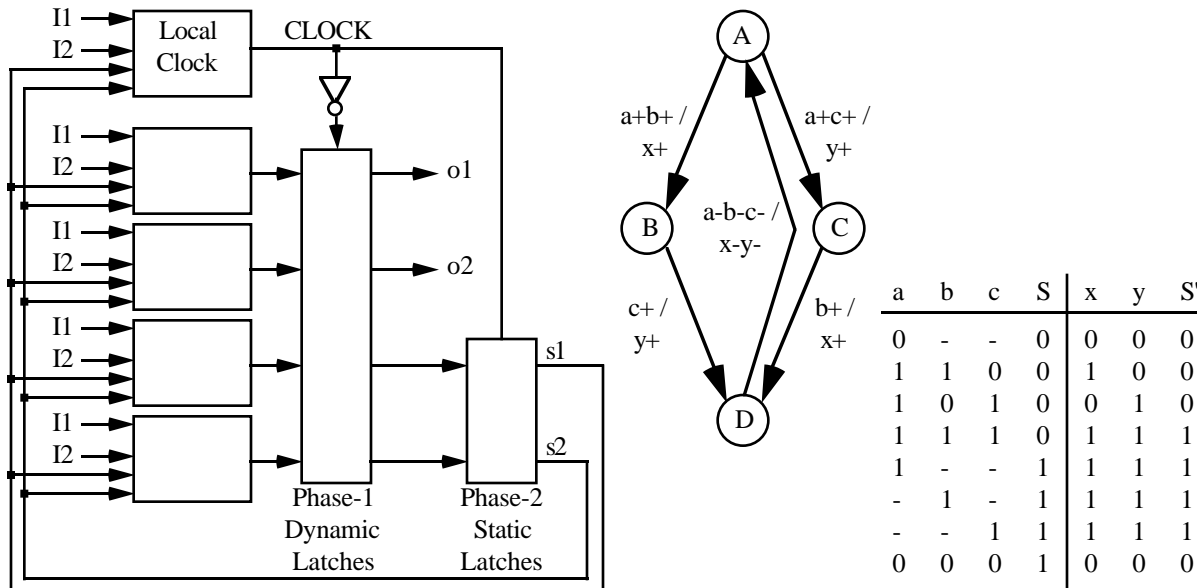 I1
I2
Local
Clock
CLOCK
I1
I2
I1
I2
I1
I2
I1
I2
o1
o2
s1
s2
Phase-1
Dynamic
Latches
Phase-2
Static
Latches
A
a+b+ /
x+
a+c+ /
y+
B
a-b-c- /
x-y-
C
c+ /
y+
b+ /
x+
D
a b c S x y S'
0 - - 0 0 0 0
1 1 0 0 1 0 0
1 0 1 0 0 1 0
1 1 1 0 1 1 1
1 - - 1 1 1 1
- 1 - 1 1 1 1
- - 1 1 1 1 1
0 0 0 1 0 0 0